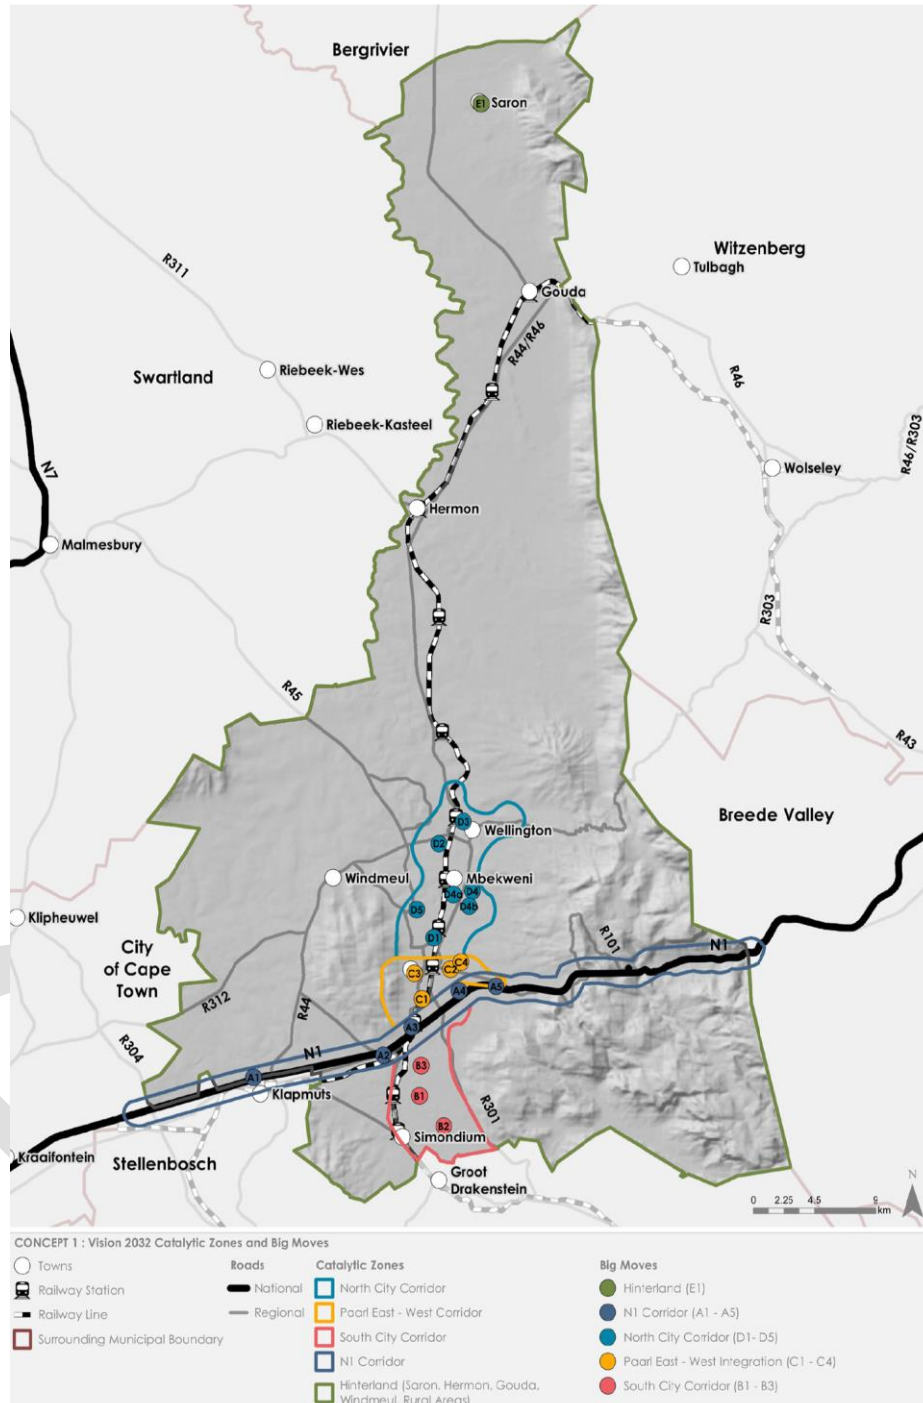 Bergrivier
E1 Saron
Witzenberg
Tulbagh
R311
Gouda
R44/R46
Riebeek-Wes
Swartland
R46
Riebeek-Kasteel
R46/R303
Wolseley
N7
Hermon
Malmesbury
R303
R45
R43
Breede Valley
D3
Wellington
D2
Windmeul
Mbekweni
D4a
D4
D4b
D5
Klipheuwel
D1
R101
N1
City
of Cape
Town
C3
C2
C4
A4
A5
C1
R312
R44
A3
R304
N1
A2
B3
A1
Klapmuts
B1
R301
B2
Kraaifontein
Simondium
Stellenbosch
Groot
Drakenstein
N
0 2.25 4.5 9
km
CONCEPT 1 : Vision 2032 Catalytic Zones and Big Moves
Towns
Railway Station
Railway Line
Surrounding Municipal Boundary
Roads
National
Regional
Catalytic Zones
North City Corridor
Paarl East - West Corridor
South City Corridor
N1 Corridor
Hinterland (Saron, Hermon, Gouda,
Windmeul, Rural Areas)
Big Moves
Hinterland (E1)
N1 Corridor (A1 - A5)
North City Corridor (D1- D5)
Paarl East - West Integration (C1 - C4)
South City Corridor (B1 - B3)